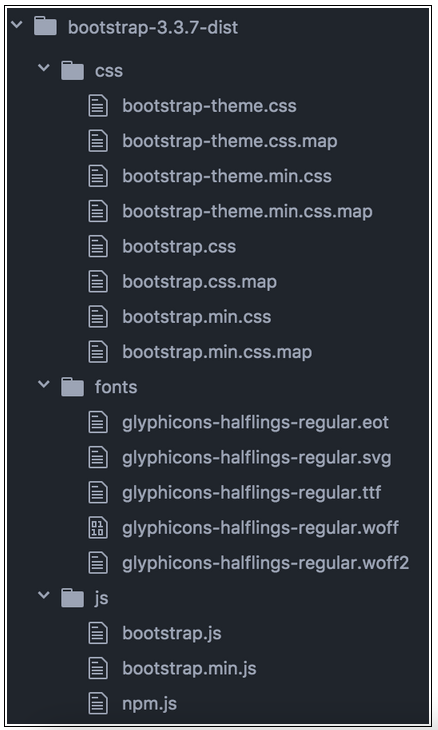 bootstrap-3.3.7-dist
css
bootstrap-theme.css
bootstrap-theme.css.map
bootstrap-theme.min.css
bootstrap-theme.min.css.map
bootstrap.css
bootstrap.css.map
bootstrap.min.css
bootstrap.min.css.map
fonts
glyphicons-halflings-regular.eot
glyphicons-halflings-regular.svg
glyphicons-halflings-regular.ttf
glyphicons-halflings-regular.woff
glyphicons-halflings-regular.woff2
js
bootstrap.js
bootstrap.min.js
npm.js